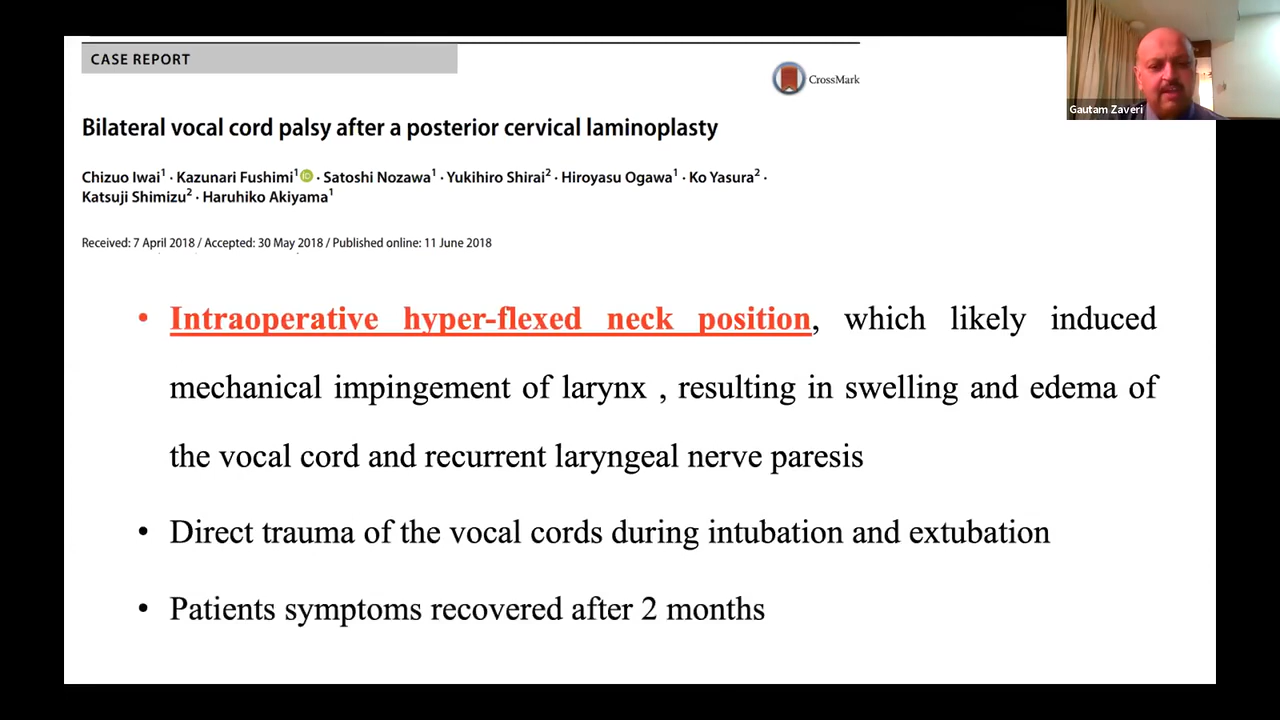 CASE REPORT
CrossMark
Gautam Zaveri
Bilateral vocal cord palsy after a posterior cervical laminoplasty
Chizuo Iwai1 · Kazunari Fushimi1 · Satoshi Nozawa1 · Yukihiro Shirai2 · Hiroyasu Ogawa1 · Ko Yasura2 ·
Katsuji Shimizu2 · Haruhiko Akiyama1
Received: 7 April 2018 / Accepted: 30 May 2018 / Published online: 11 June 2018
• Intraoperative hyper-flexed neck position, which likely induced
mechanical impingement of larynx , resulting in swelling and edema of
the vocal cord and recurrent laryngeal nerve paresis
• Direct trauma of the vocal cords during intubation and extubation
• Patients symptoms recovered after 2 months